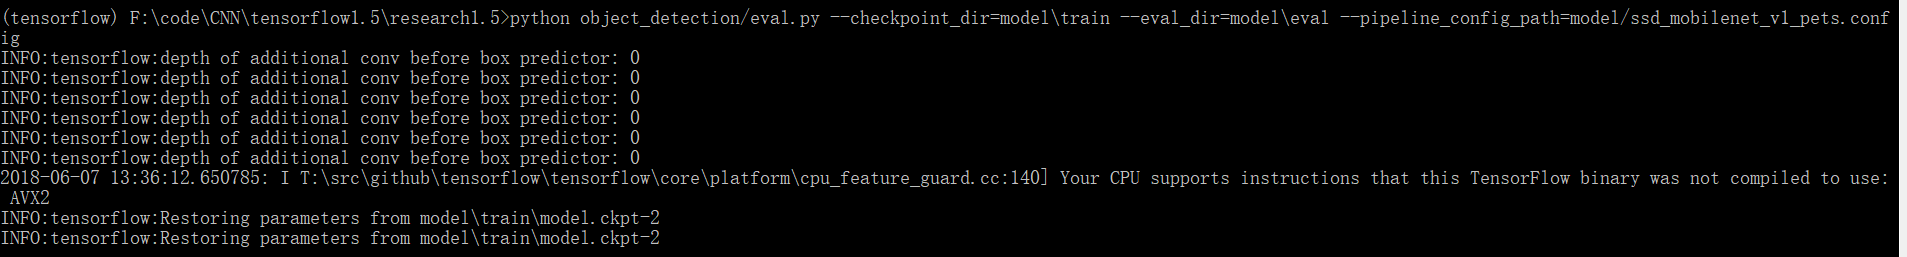 (tensorflow) F:\code\CNN\tensorflow1.5\research1.5>python object_detection/eval.py --checkpoint_dir=model\train --eval_dir=model\eval --pipeline_config_path=model/ssd_mobilenet_v1_pets.conf
ig
INFO:tensorflow:depth of additional conv before box predictor: 0
INFO:tensorflow:depth of additional conv before box predictor: 0
INFO:tensorflow:depth of additional conv before box predictor: 0
INFO:tensorflow:depth of additional conv before box predictor: 0
INFO:tensorflow:depth of additional conv before box predictor: 0
INFO:tensorflow:depth of additional conv before box predictor: 0
2018-06-07 13:36:12.650785: I T:\src\github\tensorflow\tensorflow\core\platform\cpu_feature_guard.cc:140] Your CPU supports instructions that this TensorFlow binary was not compiled to use:
 AVX2
INFO:tensorflow:Restoring parameters from model\train\model.ckpt-2
INFO:tensorflow:Restoring parameters from model\train\model.ckpt-2